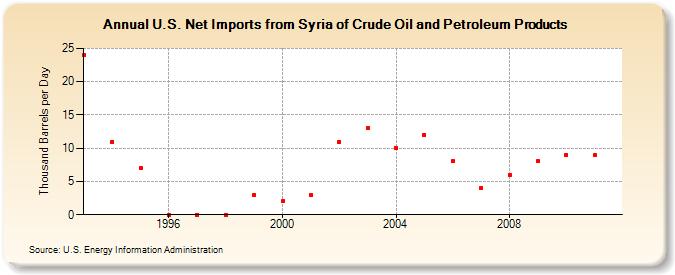 Annual U.S. Net Imports from Syria of Crude Oil and Petroleum Products
Thousand Barrels per Day
25
20
15
10
5
0
1996 2000 2004 2008
Source: U.S. Energy Information Administration